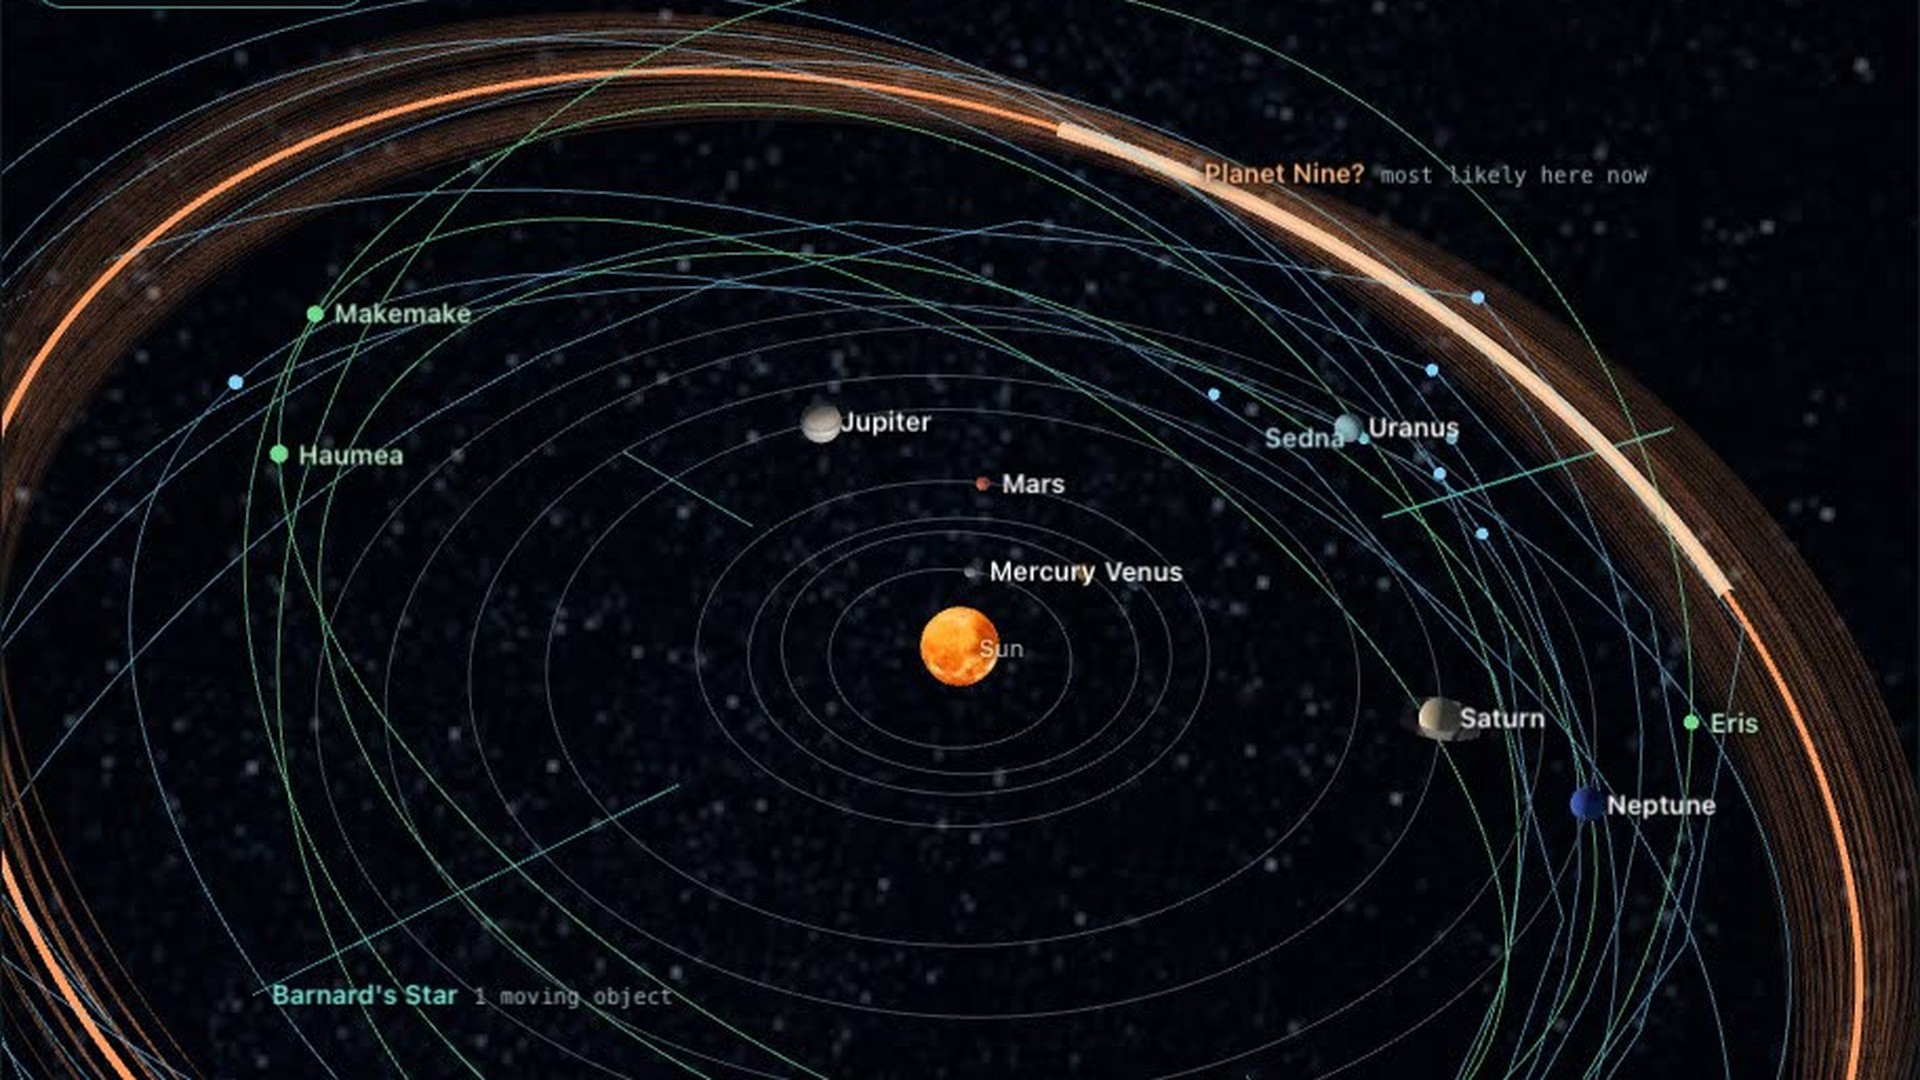 Planet Nine? most likely here now
Makemake
Jupiter
Uranus
Sedna
Haumea
Mars
Mercury Venus
Sun
Saturn
Eris
Neptune
Barnard's Star 1 moving object